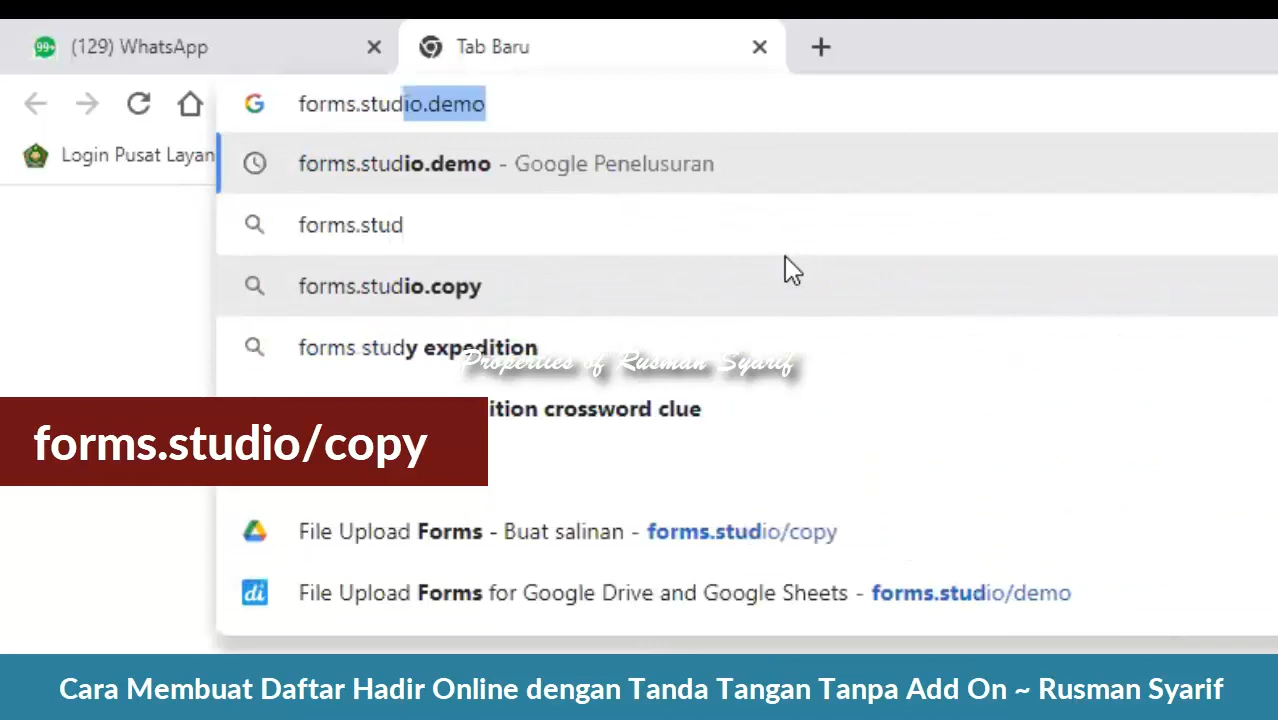 99+ (129) WhatsApp
Tab Baru
forms.studio.demo
Login Pusat Layan
forms.studio.demo - Google Penelusuran
forms.stud
forms.studio.copy
forms study expedition
Properties of Rusman Syarif
ition crossword clue
forms.studio/copy
File Upload Forms - Buat salinan - forms.studio/copy
di File Upload Forms for Google Drive and Google Sheets - forms.studio/demo
Cara Membuat Daftar Hadir Online dengan Tanda Tangan Tanpa Add On ~ Rusman Syarif